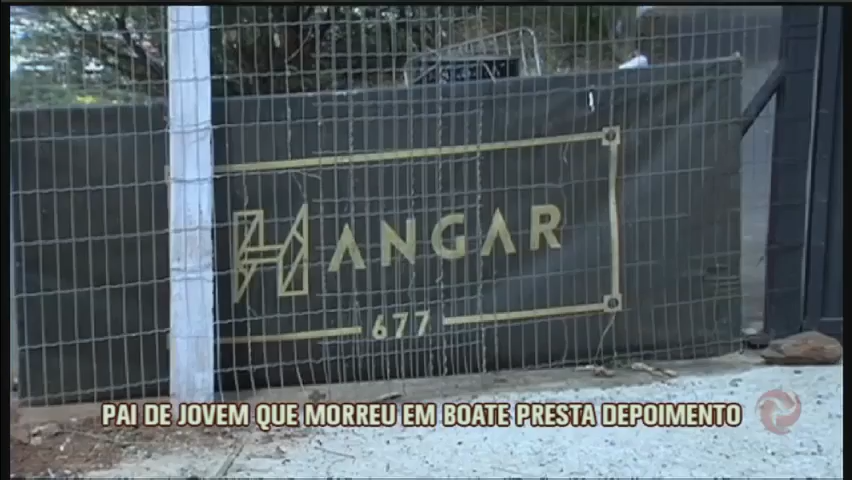 HANGAR
677
PAI DE JOVEM QUE MORREU EM BOATE PRESTA DEPOIMENTO